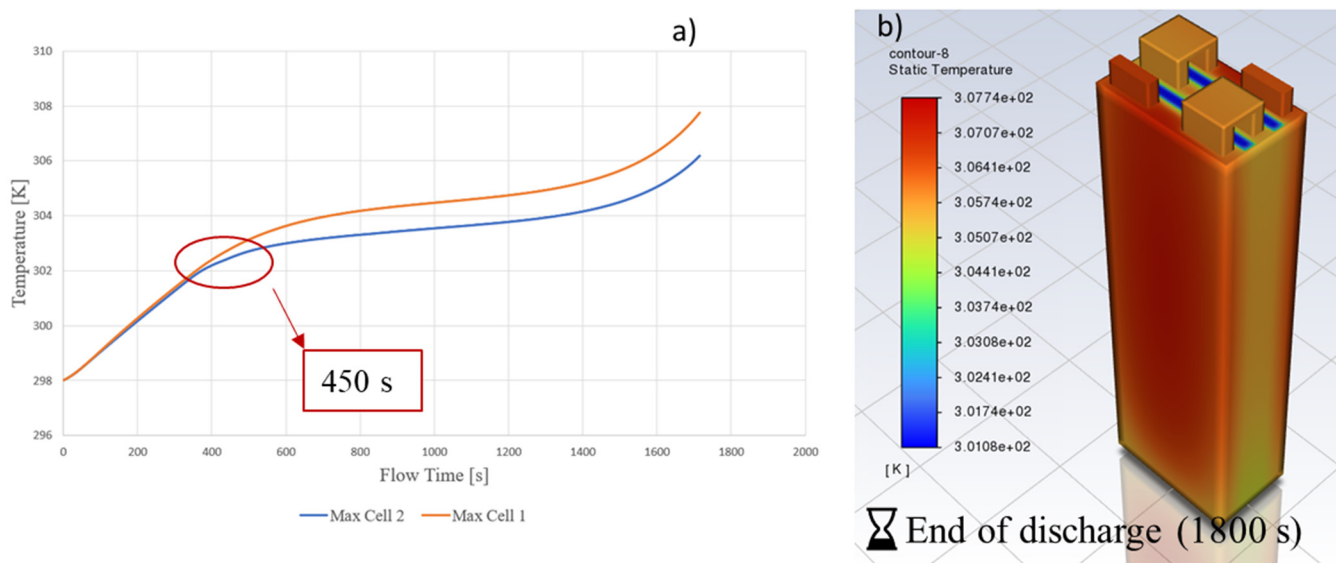 a)
310
308
306
304
302
300
298
296
Temperature [K]
450 s
0 200 400 600 800 1000 1200 1400 1600 1800 2000
Flow Time [s]
Max Cell 2 Max Cell 1
b)
contour-8
Static Temperature
3.0774e+02
3.0707e+02
3.0641e+02
3.0574e+02
3.0507e+02
3.0441e+02
3.0374e+02
3.0308e+02
3.0241e+02
3.0174e+02
3.0108e+02
[ K ]
End of discharge (1800 s)